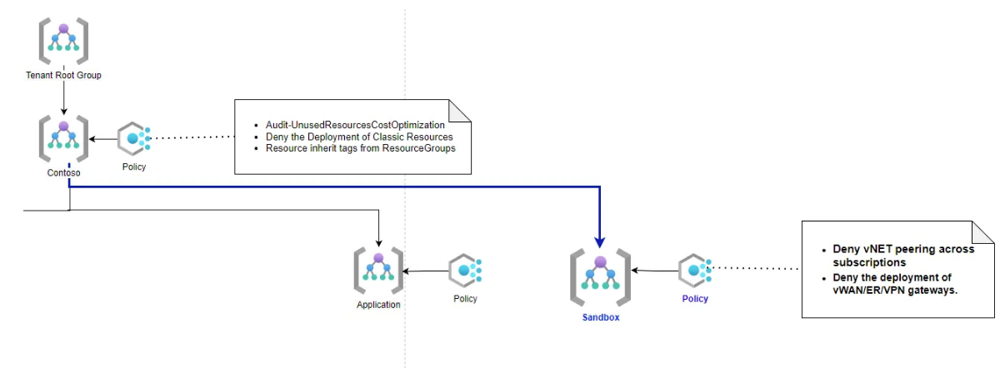 Tenant Root Group
Audit-UnusedResourcesCostOptimization
Deny the Deployment of Classic Resources
Resource inherit tags from ResourceGroups
Contoso
Policy
Deny vNET peering across
subscriptions
Deny the deployment of
vWAN/ER/VPN gateways.
Application
Policy
Sandbox
Policy